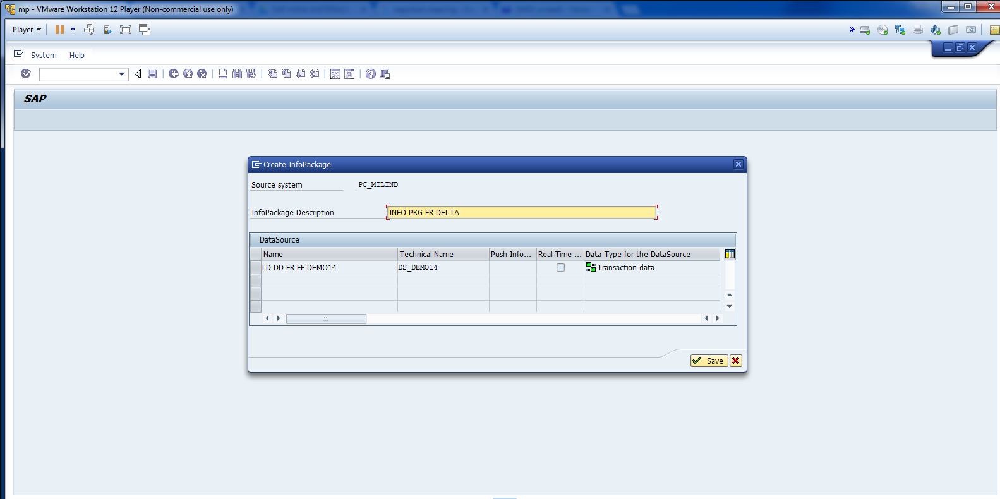 mp - VMware Workstation 12 Player (Non-commercial use only)
Player
System Help
SAP
Create InfoPackage
Source system PC_MILIND
InfoPackage Description INFO PKG FR DELTA
DataSource
Name Technical Name Push Info... Real-Time ... Data Type for the DataSource
LD DD FR FF DEMO14 DS_DEMO14 Transaction data
Save